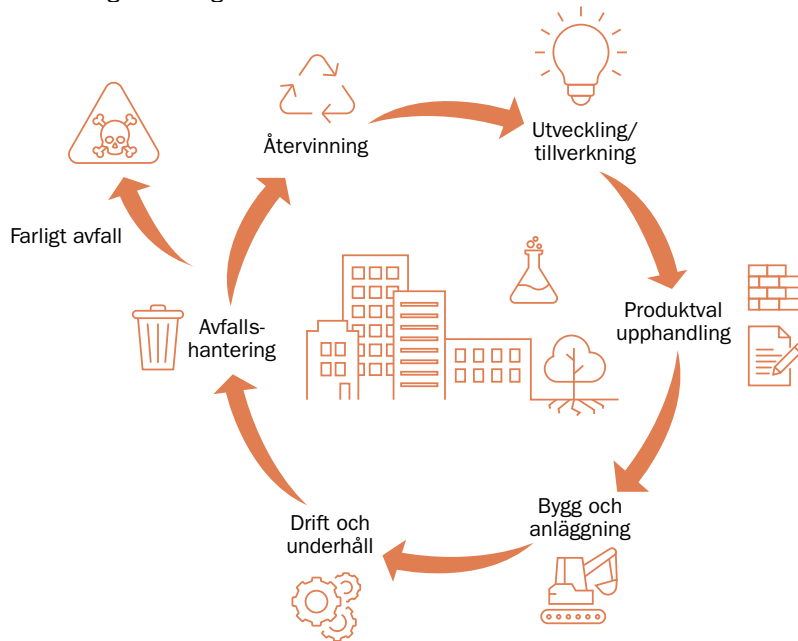 Återvinning
Utveckling/
tillverkning
Farligt avfall
Produktval
upphandling
Avfalls-
hantering
Bygg och
anläggning
Drift och
underhåll